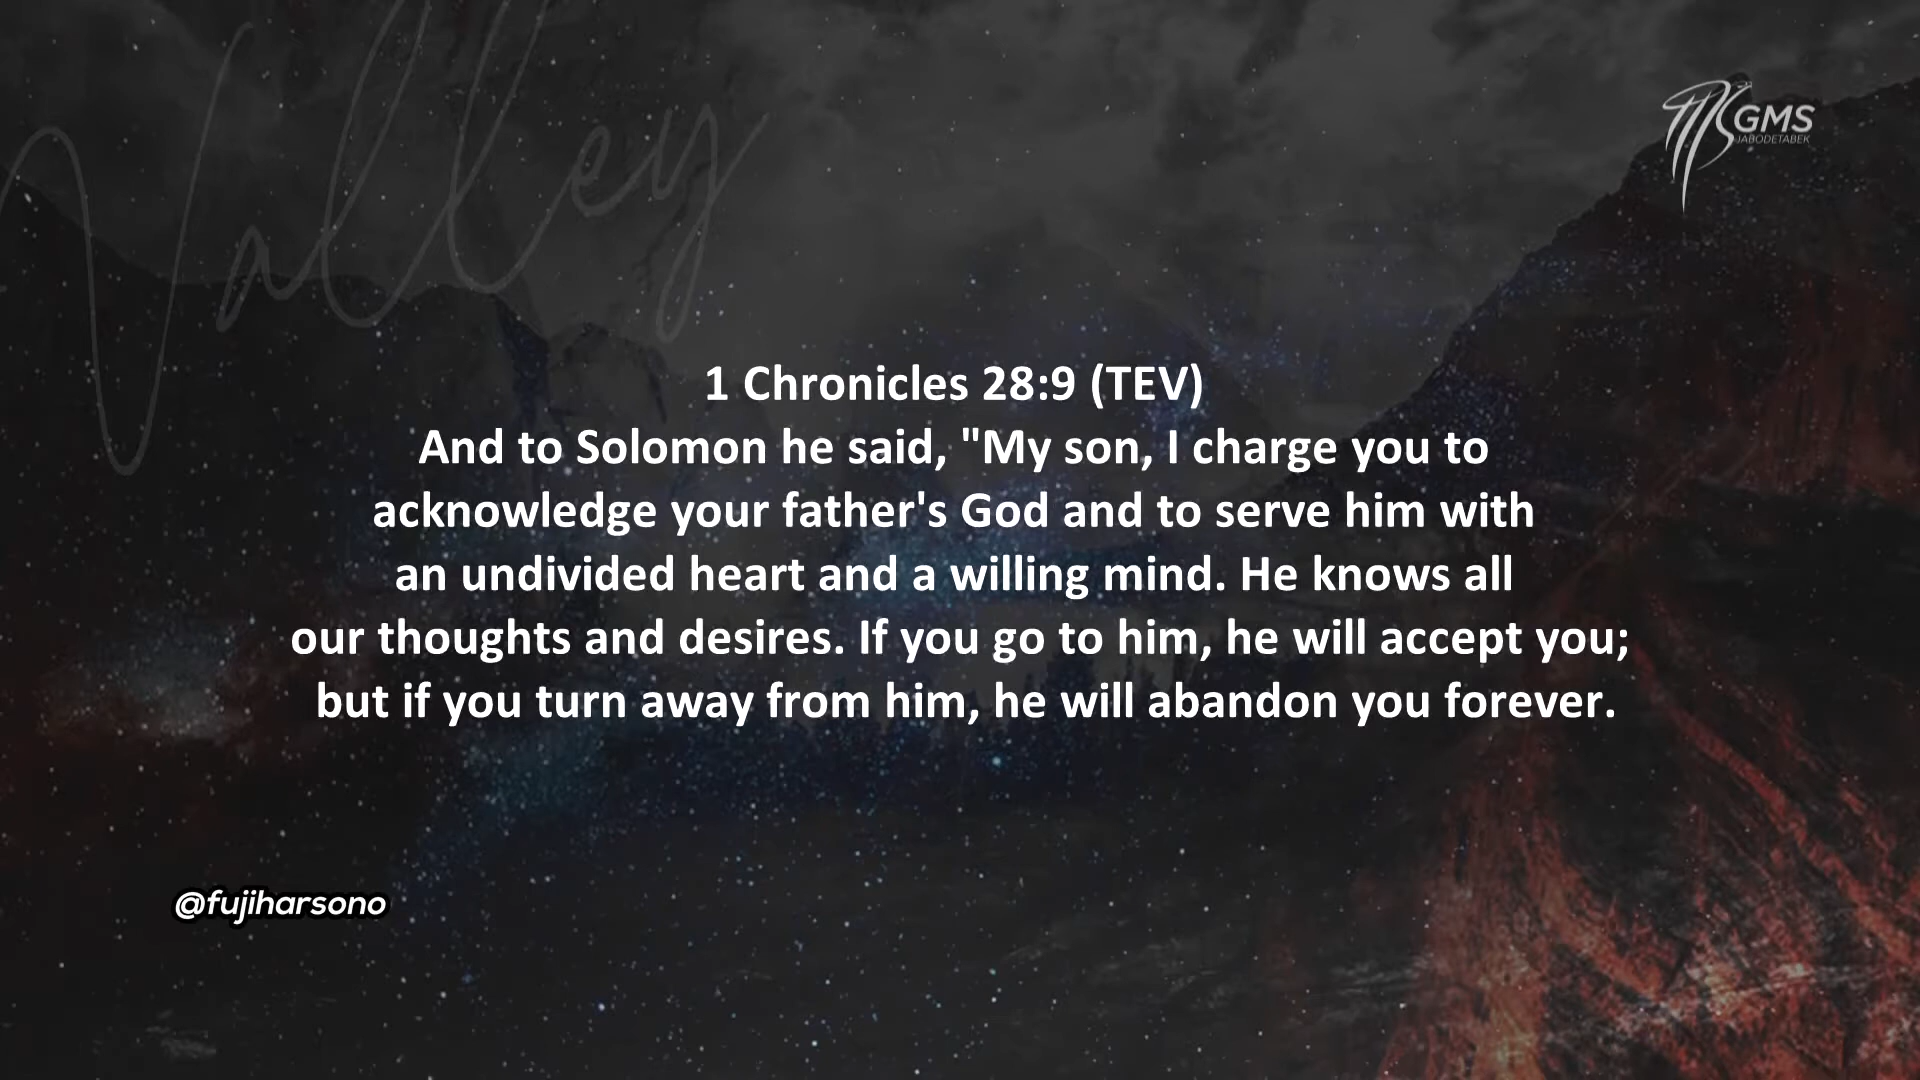 Valley
GMS
JABODETABEK
1 Chronicles 28:9 (TEV)
And to Solomon he said, "My son, I charge you to
acknowledge your father's God and to serve him with
an undivided heart and a willing mind. He knows all
our thoughts and desires. If you go to him, he will accept you;
but if you turn away from him, he will abandon you forever.
@fujiharsono